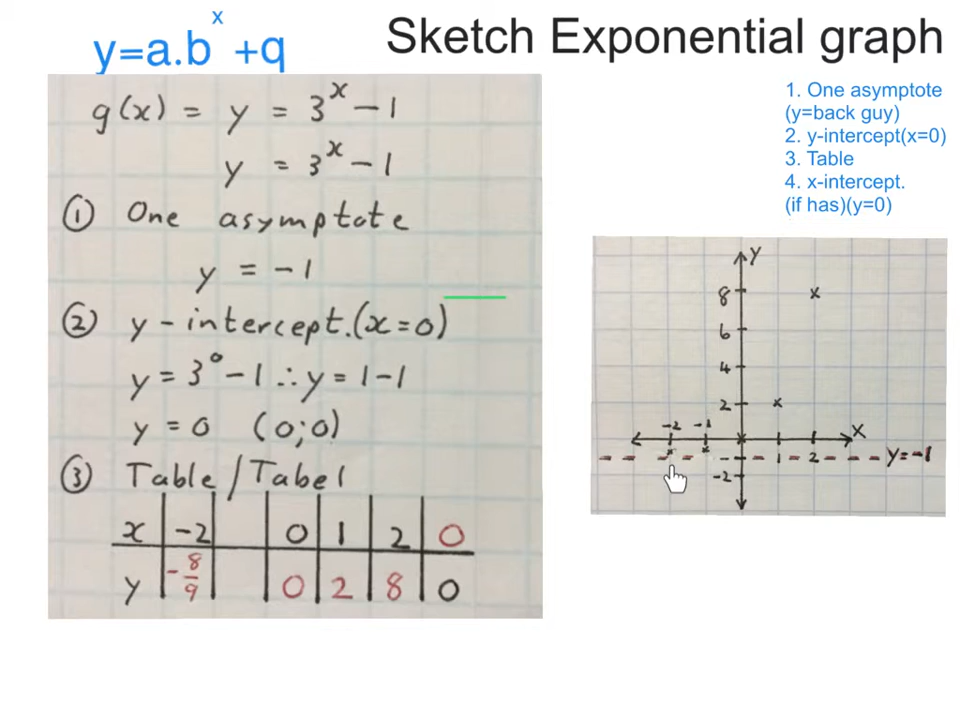 Sketch Exponential graph
y=a.b^x +q
1. One asymptote
(y=back guy)
2. y-intercept(x=0)
3. Table
4. x-intercept.
(if has)(y=0)
g(x) = y = 3^x - 1
y = 3^x - 1
① One asymptote
y = -1
② y - intercept.(x=0)
y = 3^0 - 1 ∴ y = 1 - 1
y = 0 (0;0)
③ Table / Tabel
x | -2 | | 0 | 1 | 2 | 0
y | -8/9 | | 0 | 2 | 8 | 0
Y
8
6
4
2
-2 -1 X
1 2 y=-1
-2